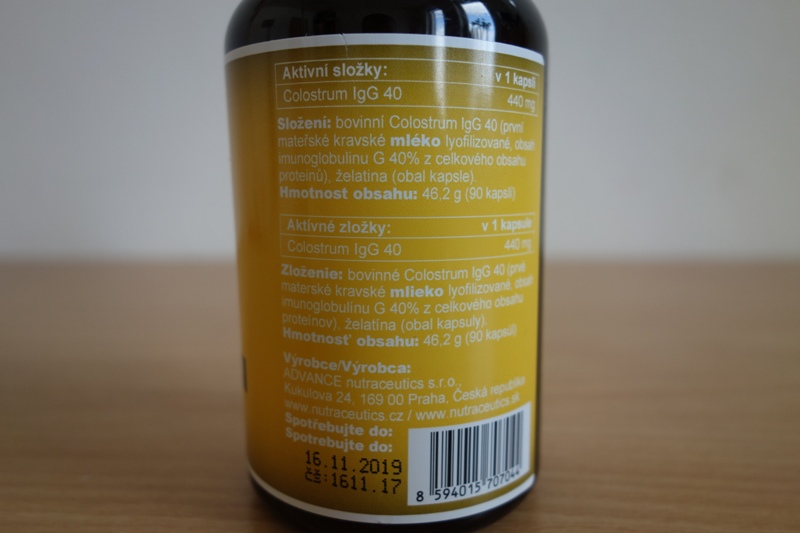 Aktivní složky: v 1 kapsli
Colostrum IgG 40 440 mg
Složení: bovinní Colostrum IgG 40 (první
mateřské kravské mléko lyofilizované, obsah
imunoglobulinu G 40% z celkového obsahu
proteinů), želatina (obal kapsle).
Hmotnost obsahu: 46,2 g (90 kapslí)
Aktivné zložky: v 1 kapsule
Colostrum IgG 40 440 mg
Zloženie: bovinné Colostrum IgG 40 (prvé
materské kravské mlieko lyofilizované, obsah
imunoglobulinu G 40% z celkového obsahu
proteínov), želatína (obal kapsuly).
Hmotnosť obsahu: 46,2 g (90 kapsúl)
Výrobce/Výrobca:
ADVANCE nutraceutics s.r.o.,
Kukulova 24, 169 00 Praha, Česká republika
www.nutraceutics.cz / www.nutraceutics.sk
Spotřebujte do:
Spotrebujte do:
16.11.2019
čš:1611.17
8 594015 707044